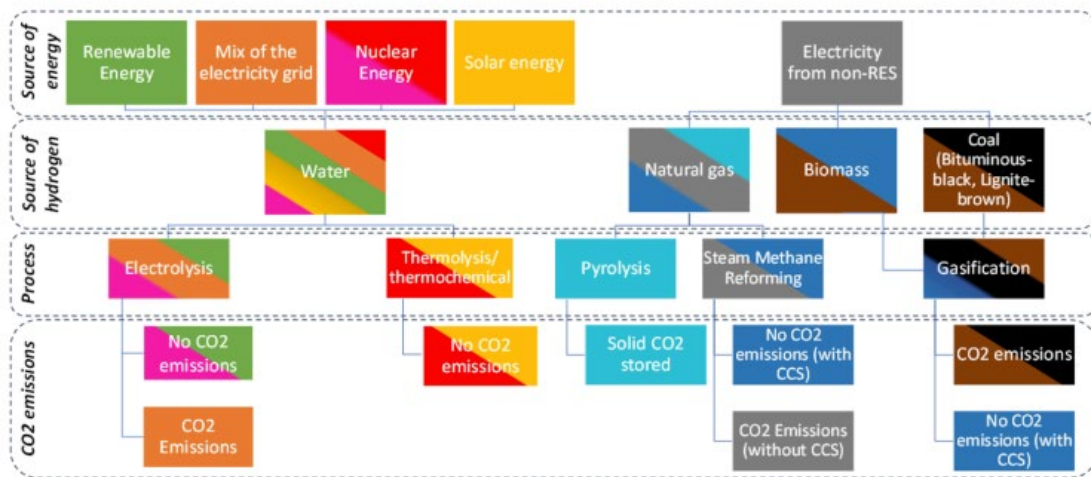 Source of
energy
Renewable
Energy
Mix of the
electricity grid
Nuclear
Energy
Solar energy
Electricity
from non-RES
Source of
hydrogen
Water
Natural gas
Biomass
Coal
(Bituminous-
black, Lignite-
brown)
Process
Electrolysis
Thermolysis/
thermochemical
Pyrolysis
Steam Methane
Reforming
Gasification
CO2 emissions
No CO2
emissions
No CO2
emissions
Solid CO2
stored
No CO2
emissions (with
CCS)
CO2 emissions
CO2
Emissions
CO2 Emissions
(without CCS)
No CO2
emissions (with
CCS)